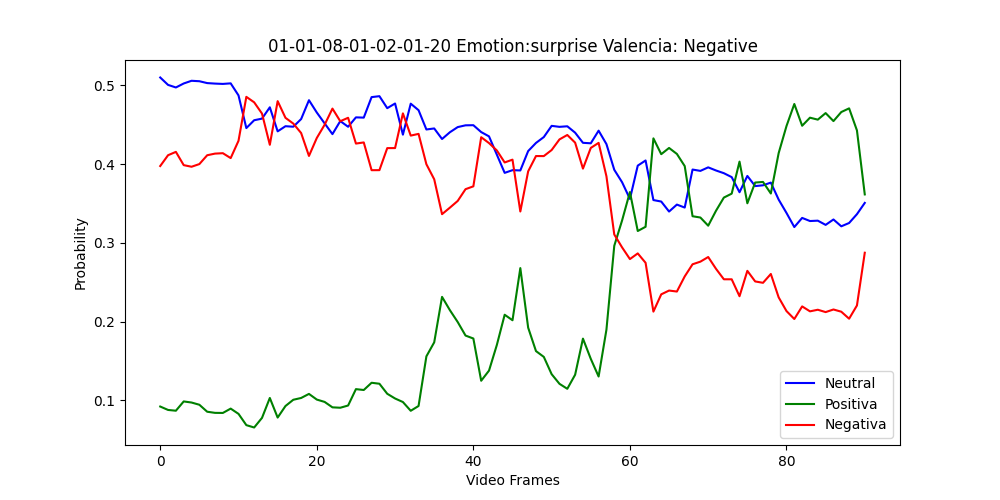 01-01-08-01-02-01-20 Emotion:surprise Valencia: Negative
Probability
0.5
0.4
0.3
0.2
0.1
0
20
40
60
80
Video Frames
Neutral
Positiva
Negativa